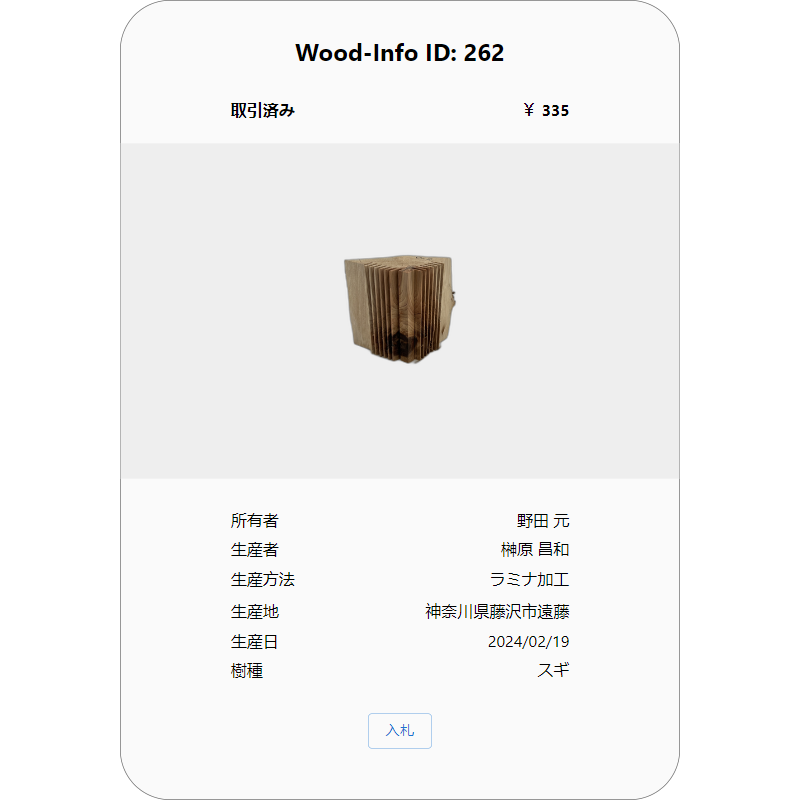 Wood-Info ID: 262
取引済み ¥ 335
所有者 野田 元
生産者 榊原 昌和
生産方法 ラミナ加工
生産地 神奈川県藤沢市遠藤
生産日 2024/02/19
樹種 スギ
入札